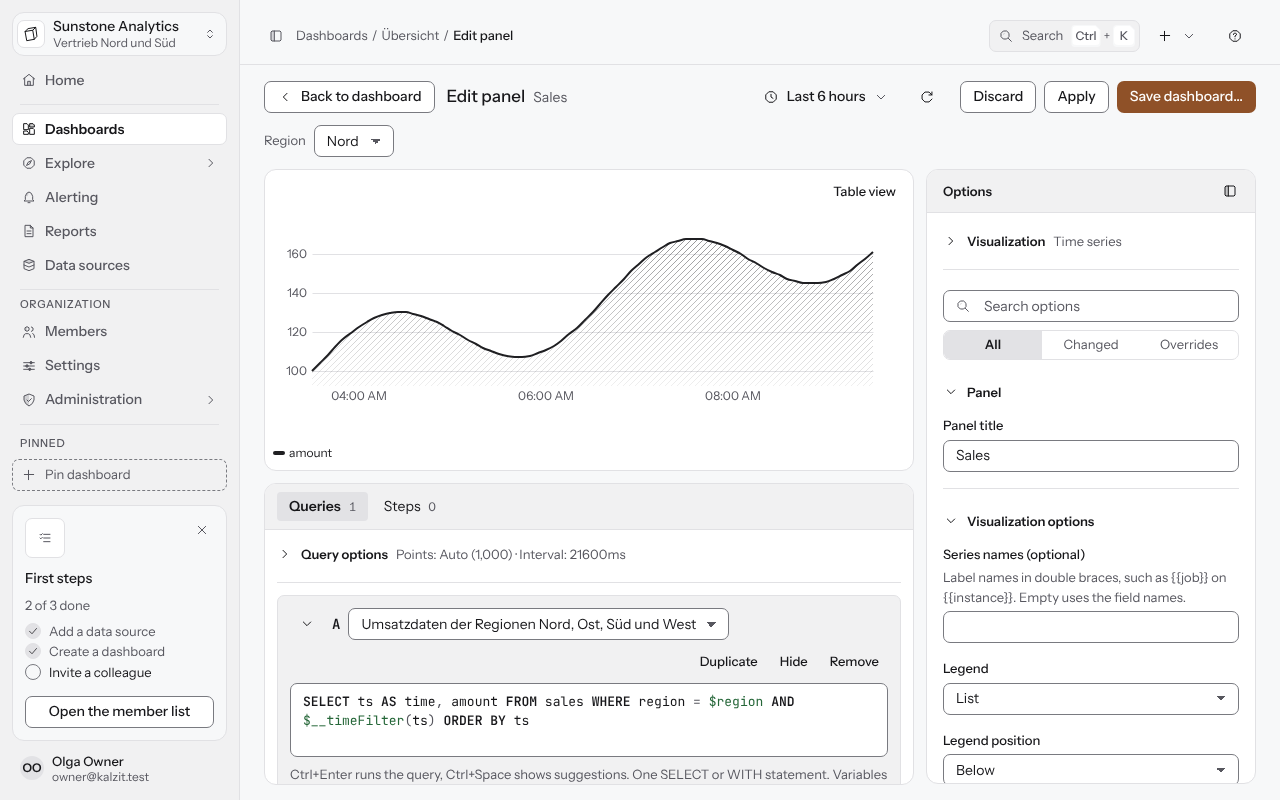 Sunstone Analytics
Vertrieb Nord und Süd
Home
Dashboards
Explore
Alerting
Reports
Data sources
ORGANIZATION
Members
Settings
Administration
PINNED
Pin dashboard
First steps
2 of 3 done
Add a data source
Create a dashboard
Invite a colleague
Open the member list
OO
Olga Owner
owner@kalzit.test
Dashboards / Übersicht / Edit panel
Search Ctrl + K
Back to dashboard
Edit panel Sales
Last 6 hours
Discard
Apply
Save dashboard...
Region
Nord
Table view
160
140
120
100
04:00 AM
06:00 AM
08:00 AM
amount
Queries 1
Steps 0
Query options Points: Auto (1,000) · Interval: 21600ms
A
Umsatzdaten der Regionen Nord, Ost, Süd und West
Duplicate
Hide
Remove
SELECT ts AS time, amount FROM sales WHERE region = $region AND
$__timeFilter(ts) ORDER BY ts
Ctrl+Enter runs the query, Ctrl+Space shows suggestions. One SELECT or WITH statement. Variables
Options
Visualization Time series
Search options
All
Changed
Overrides
Panel
Panel title
Sales
Visualization options
Series names (optional)
Label names in double braces, such as {{job}} on
{{instance}}. Empty uses the field names.
Legend
List
Legend position
Below